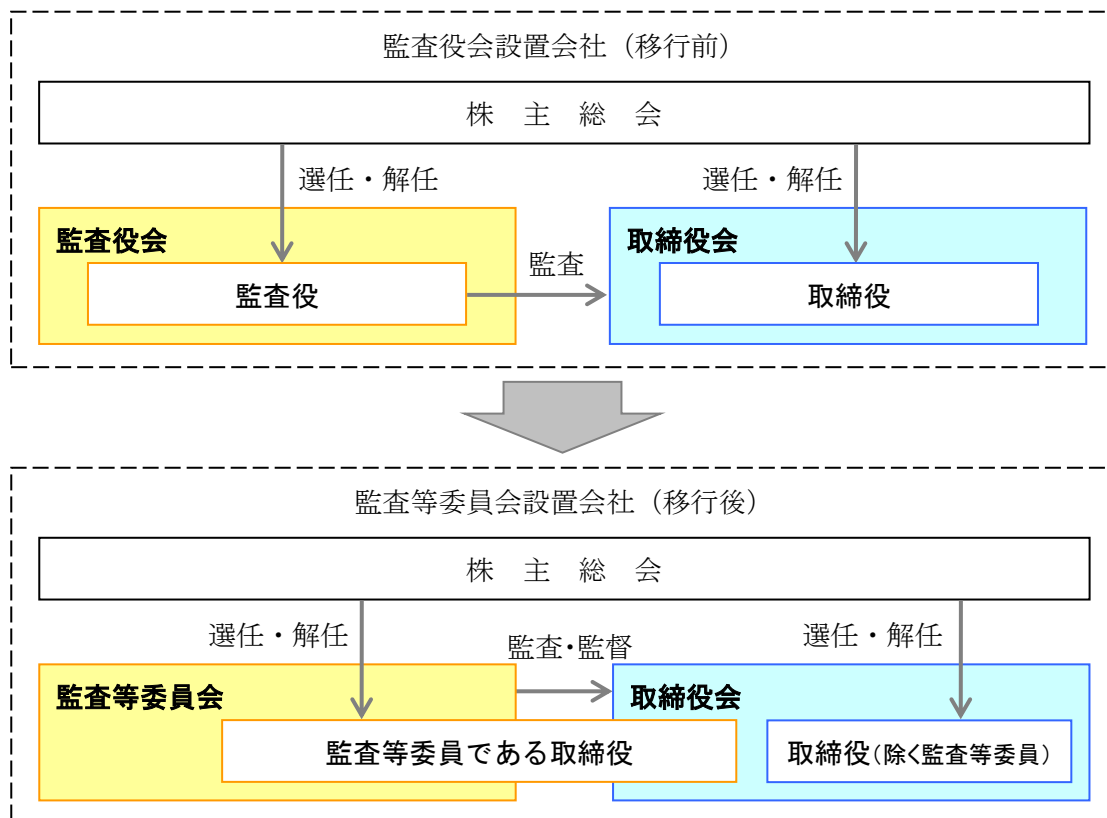 監査役会設置会社（移行前）
株　主　総　会
選任・解任
選任・解任
監査役会
取締役会
監査
監査役
取締役
監査等委員会設置会社（移行後）
株　主　総　会
選任・解任
監査･監督
選任・解任
監査等委員会
取締役会
監査等委員である取締役
取締役（除く監査等委員）